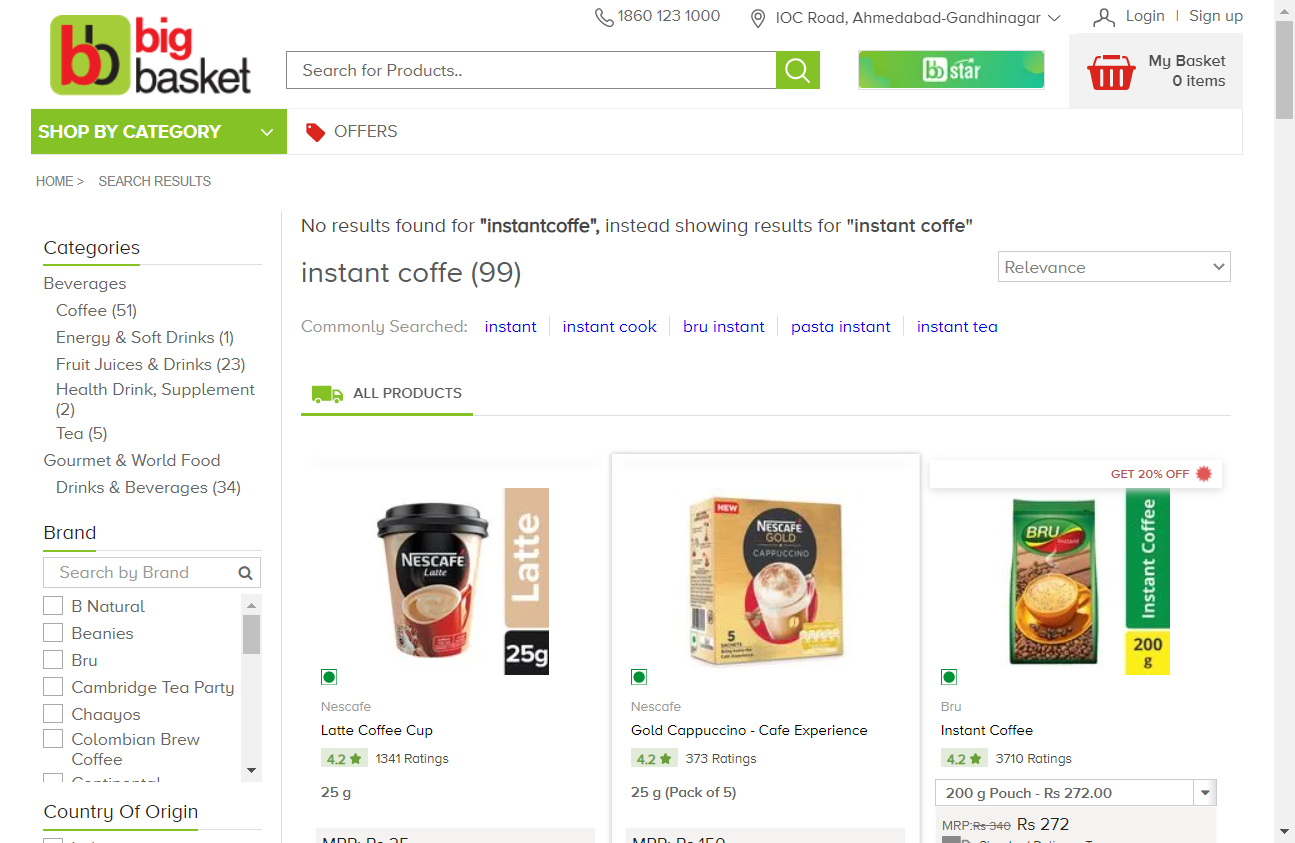 1860 123 1000
IOC Road, Ahmedabad-Gandhinagar
Login | Sign up
bb big basket
Search for Products..
bb star
My Basket
0 items
SHOP BY CATEGORY
OFFERS
HOME > SEARCH RESULTS
No results found for "instantcoffe", instead showing results for "instant coffe"
instant coffe (99)
Relevance
Commonly Searched: instant | instant cook | bru instant | pasta instant | instant tea
ALL PRODUCTS
Categories
Beverages
Coffee (51)
Energy & Soft Drinks (1)
Fruit Juices & Drinks (23)
Health Drink, Supplement
(2)
Tea (5)
Gourmet & World Food
Drinks & Beverages (34)
Brand
Search by Brand
B Natural
Beanies
Bru
Cambridge Tea Party
Chaayos
Colombian Brew
Coffee
Continental
Country Of Origin
NESCAFÉ
Latte
Latte
25g
Nescafe
Latte Coffee Cup
4.2 1341 Ratings
25 g
MRP: Rs 25
NEW
NESCAFÉ
GOLD
CAPPUCCINO
5
SACHETS
Nescafe
Gold Cappuccino - Cafe Experience
4.2 373 Ratings
25 g (Pack of 5)
MRP: Rs 150
GET 20% OFF
BRU
Instant
Instant Coffee
200
g
Bru
Instant Coffee
4.2 3710 Ratings
200 g Pouch - Rs 272.00
MRP:Rs 340 Rs 272